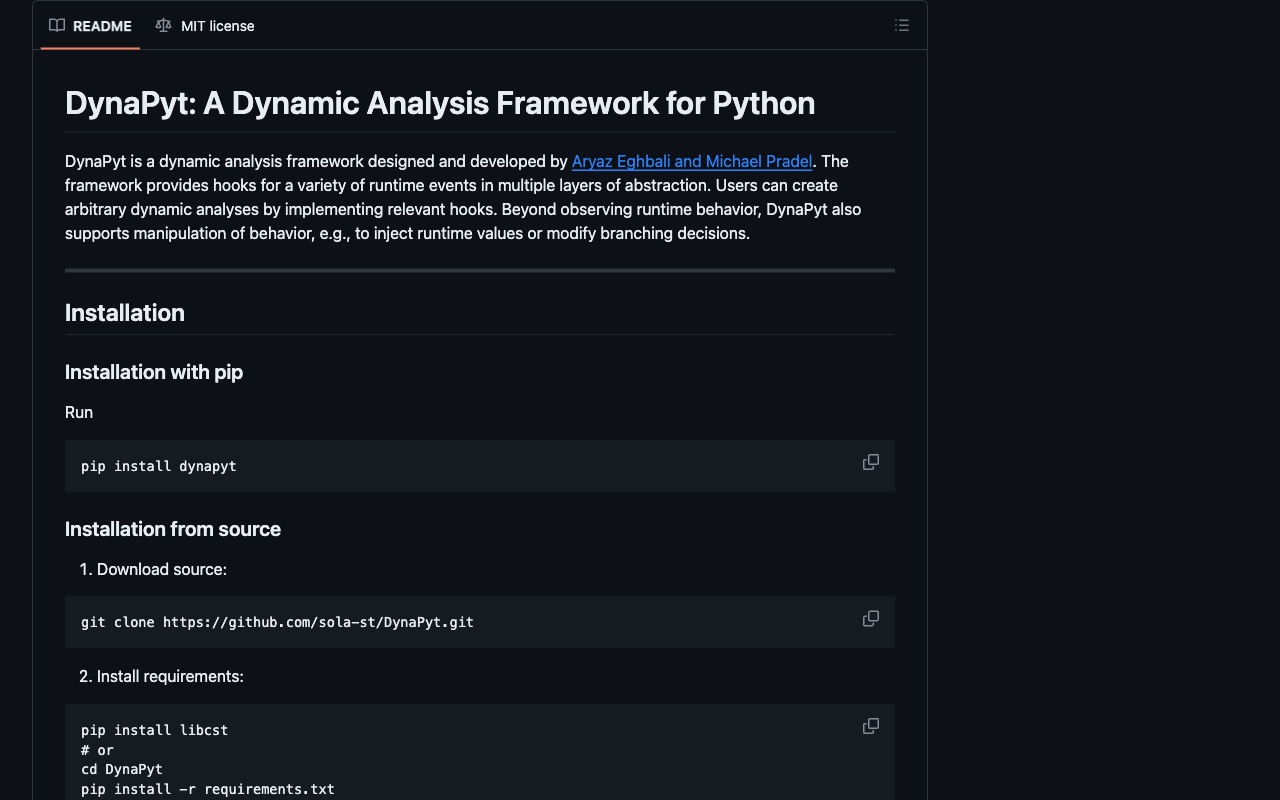 README MIT license
DynaPyt: A Dynamic Analysis Framework for Python
DynaPyt is a dynamic analysis framework designed and developed by Aryaz Eghbali and Michael Pradel. The
framework provides hooks for a variety of runtime events in multiple layers of abstraction. Users can create
arbitrary dynamic analyses by implementing relevant hooks. Beyond observing runtime behavior, DynaPyt also
supports manipulation of behavior, e.g., to inject runtime values or modify branching decisions.
Installation
Installation with pip
Run
pip install dynapyt
Installation from source
1. Download source:
git clone https://github.com/sola-st/DynaPyt.git
2. Install requirements:
pip install libcst
# or
cd DynaPyt
pip install -r requirements.txt